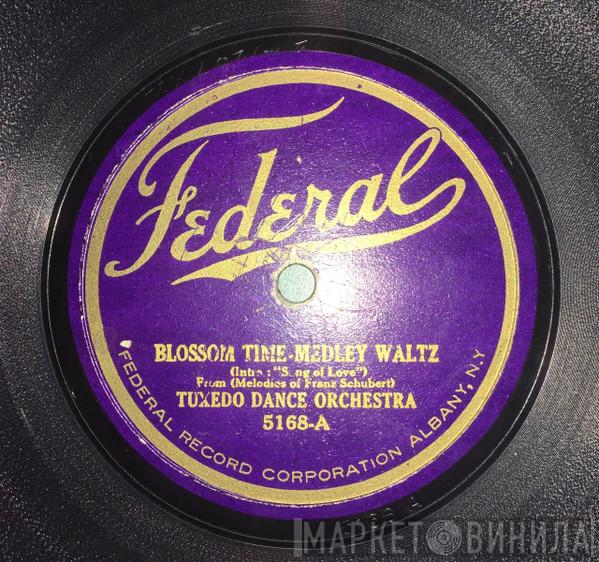 Federal
BLOSSOM TIME-MEDLEY WALTZ
(Intro: "Song of Love")
From (Melodies of Franz Schubert)
TUXEDO DANCE ORCHESTRA
5168-A
FEDERAL RECORD CORPORATION ALBANY, N.Y
МАРКЕТ ВИНИЛА